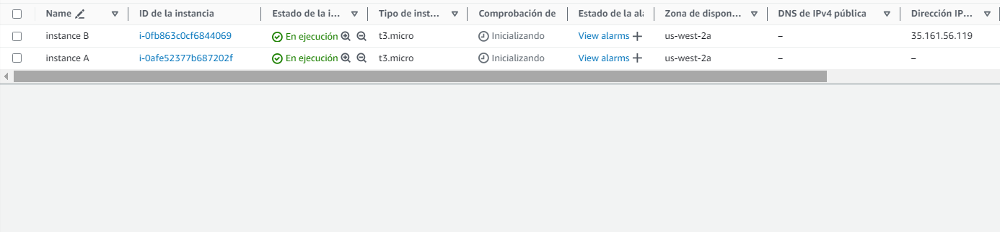 Name ID de la instancia Estado de la i... Tipo de inst... Comprobación de Estado de la ala Zona de dispon... DNS de IPv4 pública Dirección IP...
instance B i-0fb863c0cf6844069 En ejecución t3.micro Inicializando View alarms + us-west-2a – 35.161.56.119
instance A i-0afe52377b687202f En ejecución t3.micro Inicializando View alarms + us-west-2a – –